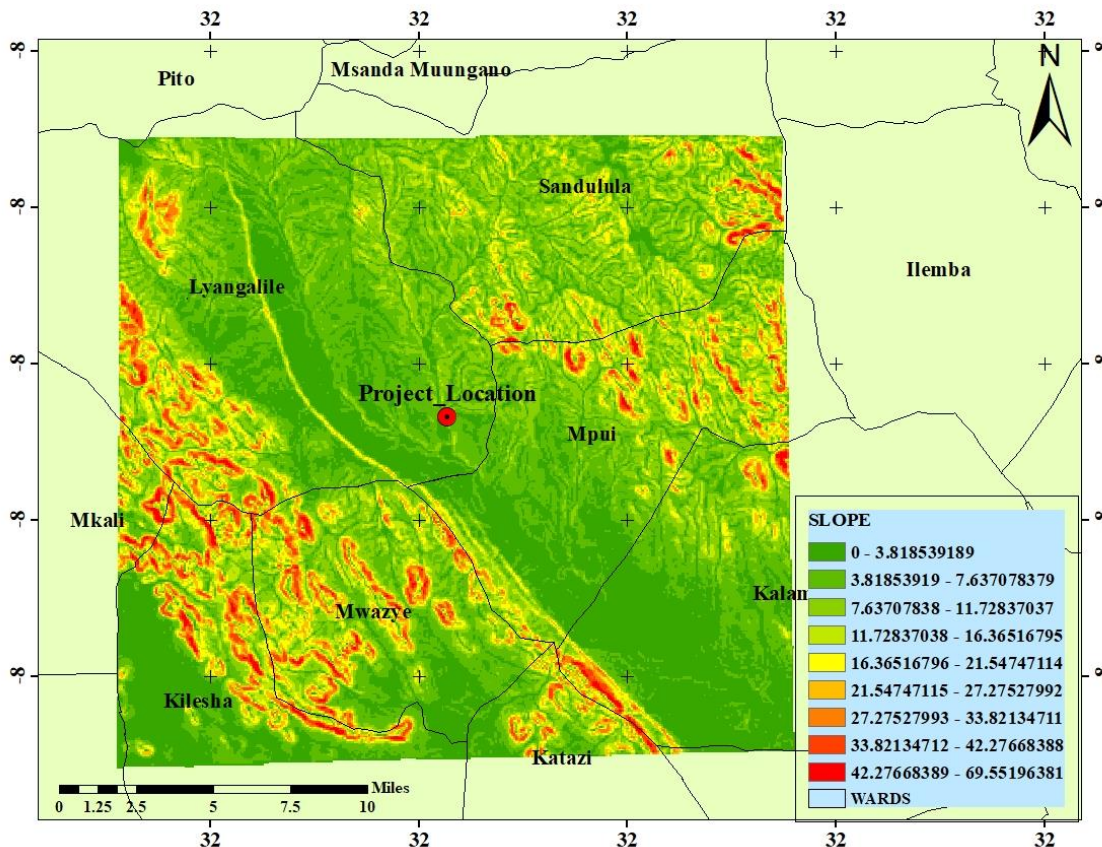 32 32 32 32 32
-8 8
N
Msanda Muungano
Pito
Sandulula
-8 8
Ilemba
Lyangalile
-8 8
Project_Location
Mpui
Mkali
-8 8
SLOPE
0 - 3.818539189
3.81853919 - 7.637078379
7.63707838 - 11.72837037
11.72837038 - 16.36516795
16.36516796 - 21.54747114
21.54747115 - 27.27527992
27.27527993 - 33.82134711
33.82134712 - 42.27668388
42.27668389 - 69.55196381
WARDS
Kalam
Mwazye
-8 8
Kilesha
Katazi
Miles
0 1.25 2.5 5 7.5 10
32 32 32 32 32